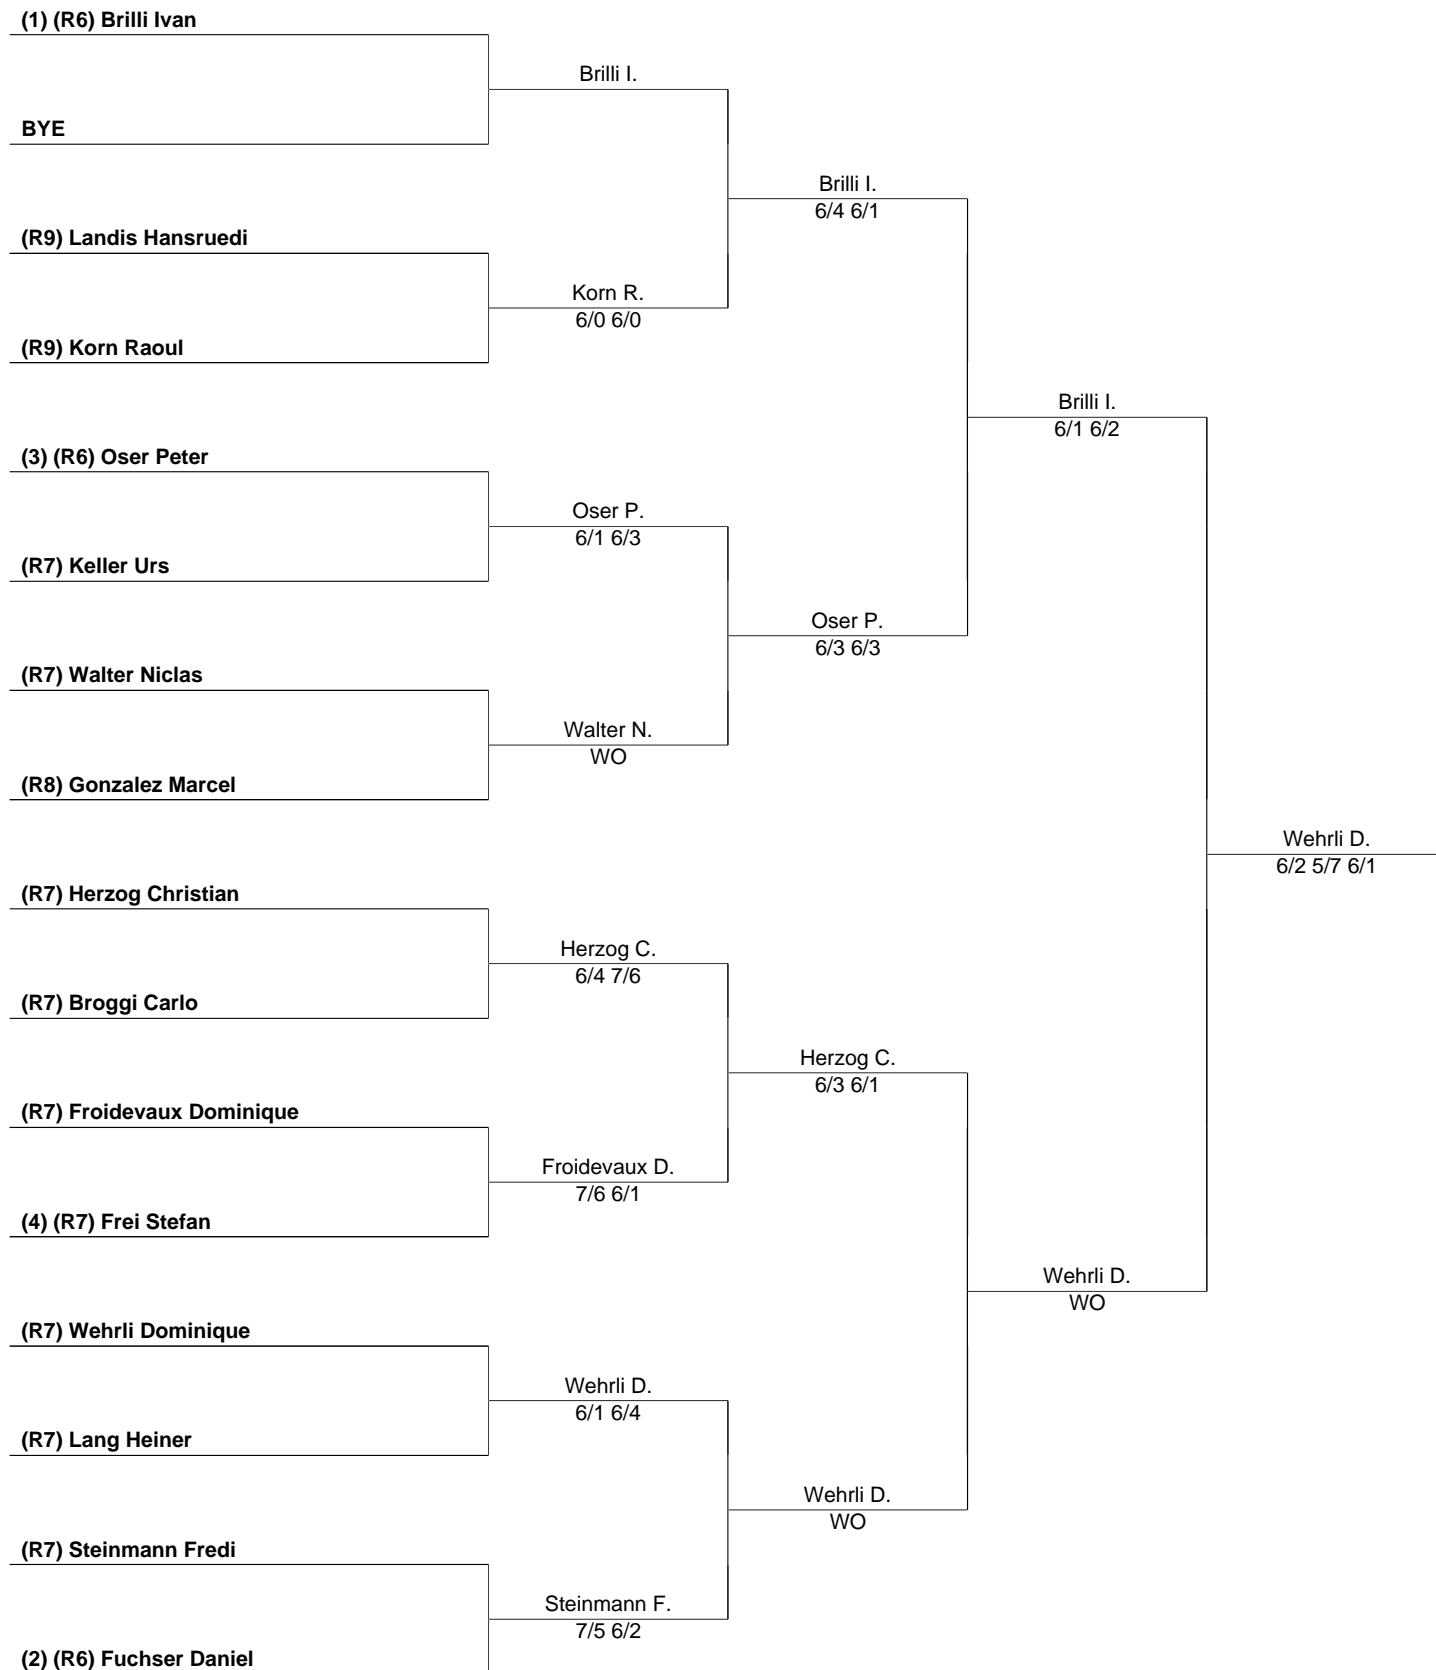 (1) (R6) Brilli Ivan
Brilli I.
BYE
Brilli I.
6/4 6/1
(R9) Landis Hansruedi
Korn R.
6/0 6/0
(R9) Korn Raoul
Brilli I.
6/1 6/2
(3) (R6) Oser Peter
Oser P.
6/1 6/3
(R7) Keller Urs
Oser P.
6/3 6/3
(R7) Walter Niclas
Walter N.
WO
(R8) Gonzalez Marcel
Wehrli D.
6/2 5/7 6/1
(R7) Herzog Christian
Herzog C.
6/4 7/6
(R7) Broggi Carlo
Herzog C.
6/3 6/1
(R7) Froidevaux Dominique
Froidevaux D.
7/6 6/1
(4) (R7) Frei Stefan
Wehrli D.
WO
(R7) Wehrli Dominique
Wehrli D.
6/1 6/4
(R7) Lang Heiner
Wehrli D.
WO
(R7) Steinmann Fredi
Steinmann F.
7/5 6/2
(2) (R6) Fuchser Daniel